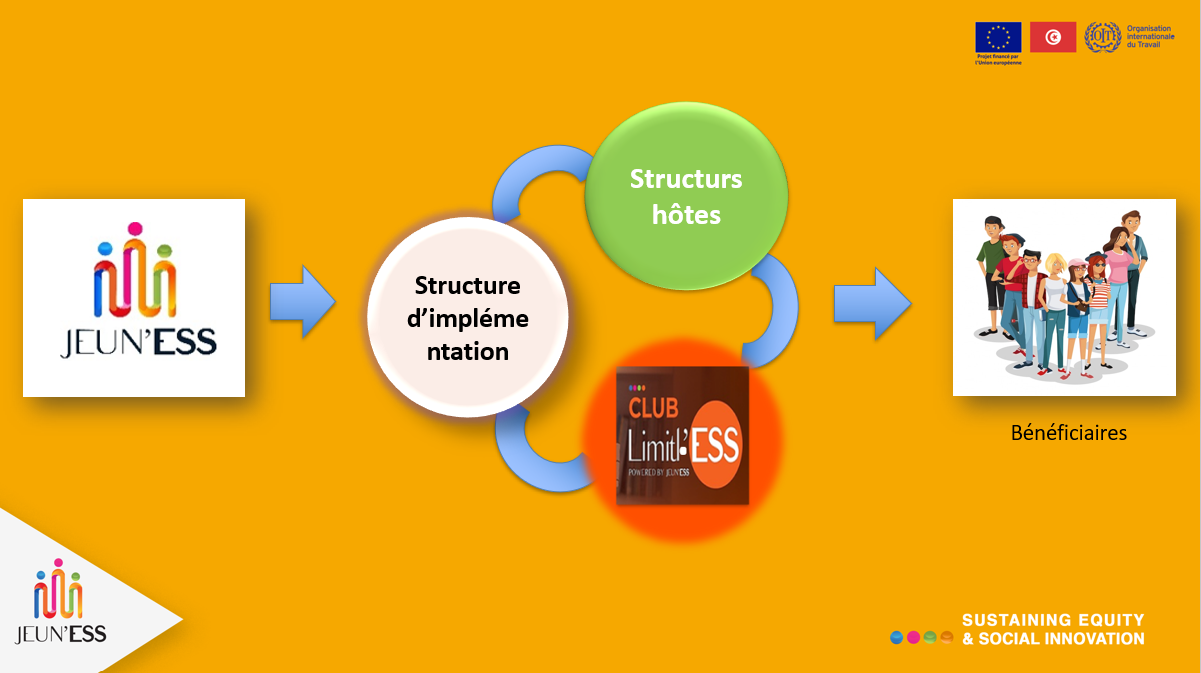 Projet financé par
l'Union européenne
OIT
Organisation
internationale
du Travail
JEUN'ESS
Structure
d'impléme
ntation
Structurs
hôtes
CLUB
Limitl'ESS
POWERED BY JEUN'ESS
Bénéficiaires
JEUN'ESS
SUSTAINING EQUITY
& SOCIAL INNOVATION